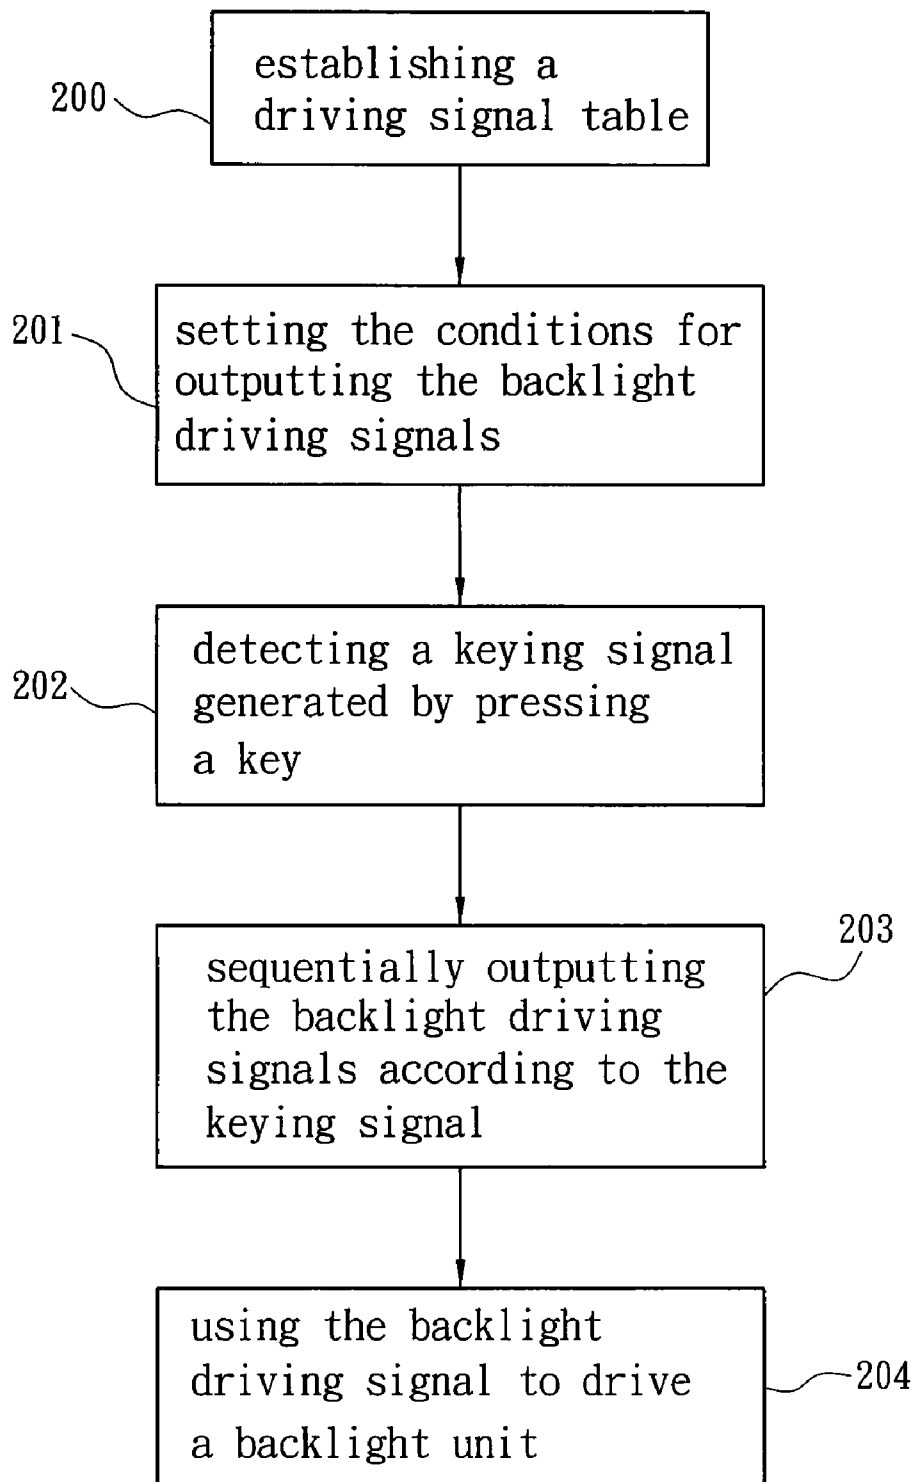 200
establishing a
driving signal table
201
setting the conditions for
outputting the backlight
driving signals
202
detecting a keying signal
generated by pressing
a key
203
sequentially outputting
the backlight driving
signals according to the
keying signal
using the backlight
driving signal to drive
a backlight unit
204